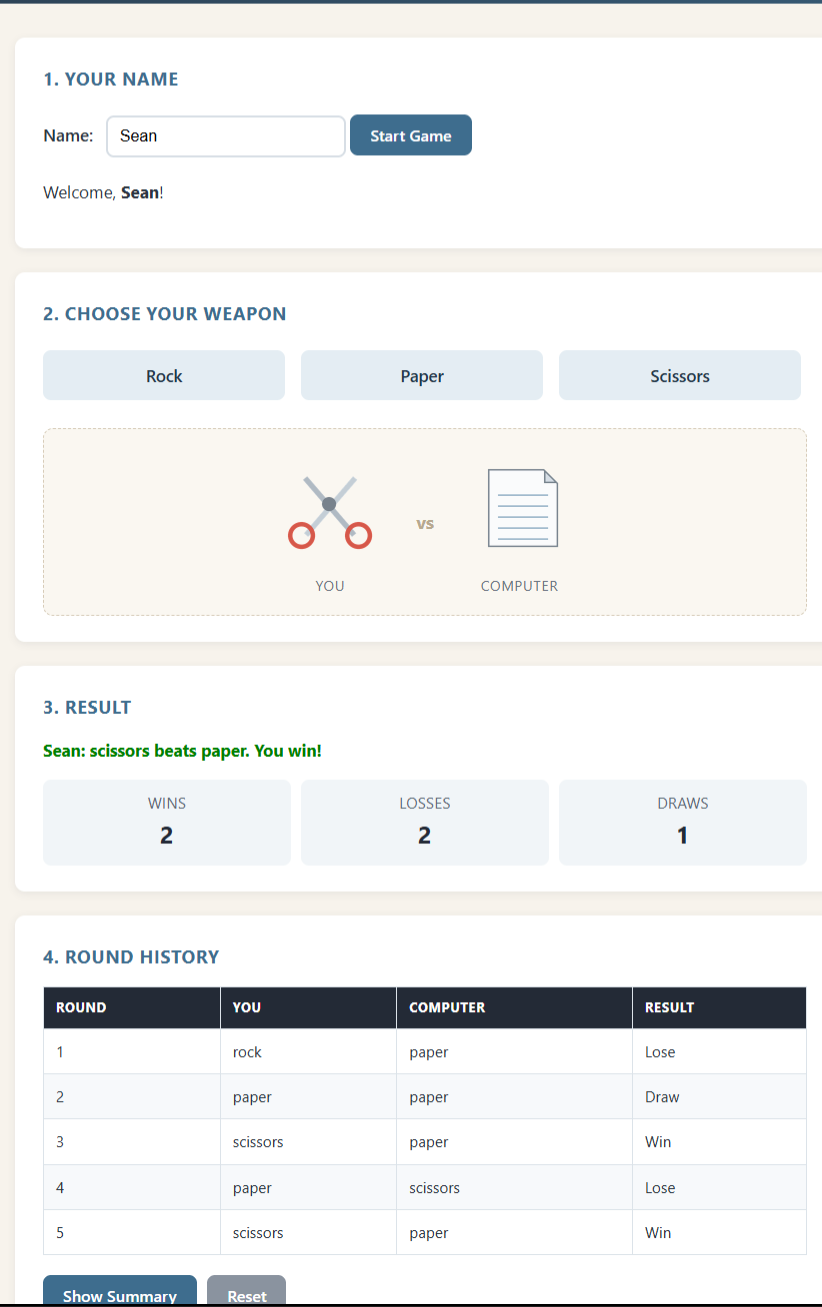 1. YOUR NAME
Name: Sean Start Game
Welcome, Sean!
2. CHOOSE YOUR WEAPON
Rock Paper Scissors
vs
YOU COMPUTER
3. RESULT
Sean: scissors beats paper. You win!
WINS LOSSES DRAWS
2 2 1
4. ROUND HISTORY
ROUND YOU COMPUTER RESULT
1 rock paper Lose
2 paper paper Draw
3 scissors paper Win
4 paper scissors Lose
5 scissors paper Win
Show Summary Reset